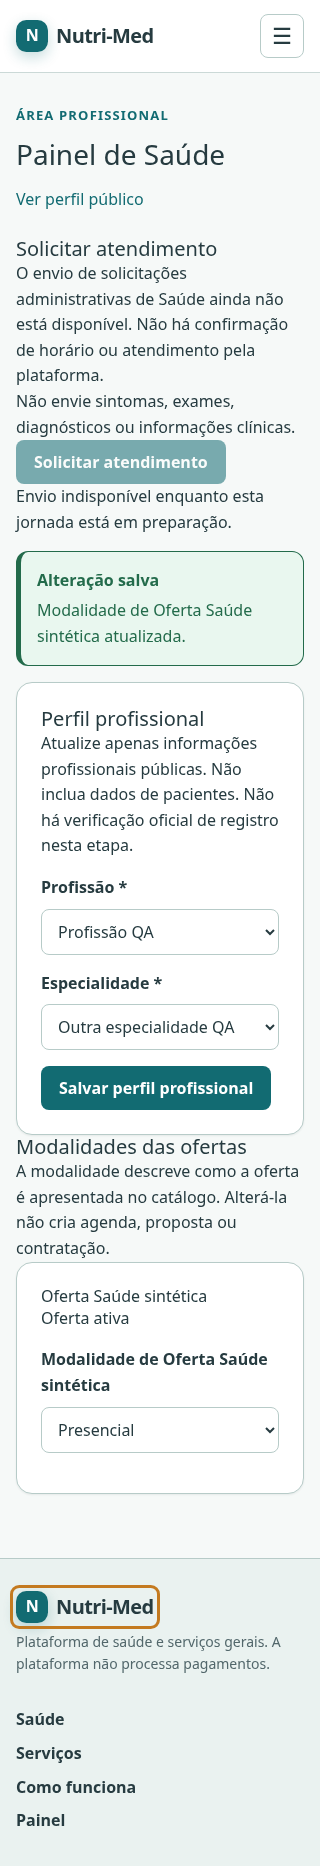 N Nutri-Med
☰
ÁREA PROFISSIONAL
Painel de Saúde
Ver perfil público
Solicitar atendimento
O envio de solicitações
administrativas de Saúde ainda não
está disponível. Não há confirmação
de horário ou atendimento pela
plataforma.
Não envie sintomas, exames,
diagnósticos ou informações clínicas.
Solicitar atendimento
Envio indisponível enquanto esta
jornada está em preparação.
Alteração salva
Modalidade de Oferta Saúde
sintética atualizada.
Perfil profissional
Atualize apenas informações
profissionais públicas. Não
inclua dados de pacientes. Não
há verificação oficial de registro
nesta etapa.
Profissão *
Profissão QA
Especialidade *
Outra especialidade QA
Salvar perfil profissional
Modalidades das ofertas
A modalidade descreve como a oferta
é apresentada no catálogo. Alterá-la
não cria agenda, proposta ou
contratação.
Oferta Saúde sintética
Oferta ativa
Modalidade de Oferta Saúde
sintética
Presencial
N Nutri-Med
Plataforma de saúde e serviços gerais. A
plataforma não processa pagamentos.
Saúde
Serviços
Como funciona
Painel